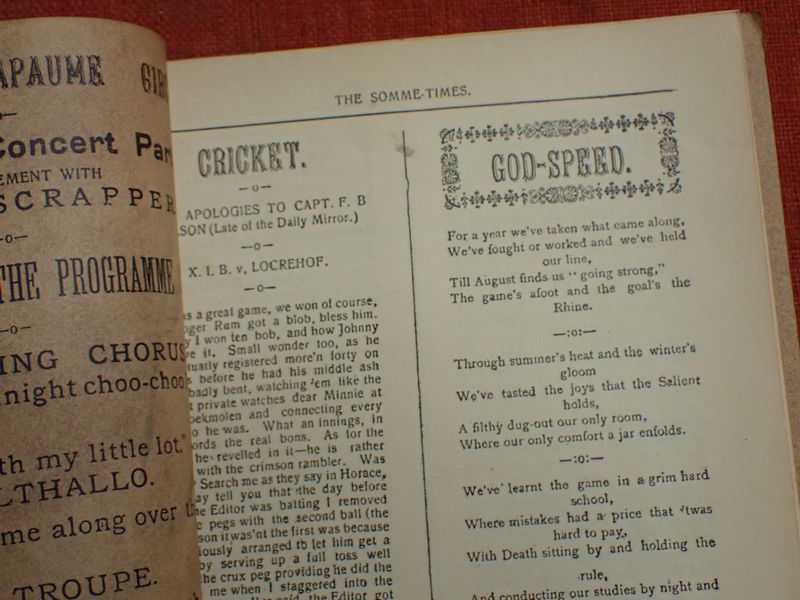 APAUME GIR
Concert Par
EMENT WITH
SCRAPPER
—o—
THE PROGRAMME
—o—
ING CHORUS
night choo-choo
th my little lot."
LTHALLO.
me along over
TROUPE.
THE SOMME-TIMES.
CRICKET.
—o—
APOLOGIES TO CAPT. F. B
SON (Late of the Daily Mirror.)
—o—
X. I. B. v, LOCREHOF.
—o—
s a great game, we won of course,
ger Ram got a blob, bless him.
I won ten bob, and how Johnny
e it. Small wonder too, as he
tually registered more'n forty on
s before he had his middle ash
badly bent, watching 'em like the
t private watches dear Minnie at
ekmolen and connecting every
o he was. What an innings, in
ords the real bons. As for the
he revelled in it—he is rather
with the crimson rambler. Was
Search me as they say in Horace,
ay tell you that the day before
he Editor was batting I removed
e pegs with the second ball (the
son it was'nt the first was because
iously arranged to let him get a
by serving up a full toss well
he crux peg providing he did the
me when I staggered into the
said, the Editor got
GOD-SPEED.
For a year we've taken what came along,
We've fought or worked and we've held
our line,
Till August finds us " going strong,"
The game's afoot and the goal's the
Rhine.
—:o:—
Through summer's heat and the winter's
gloom
We've tasted the joys that the Salient
holds,
A filthy dug-out our only room,
Where our only comfort a jar enfolds.
—:o:—
We've' learnt the game in a grim hard
school,
Where mistakes had a price that 'twas
hard to pay,
With Death sitting by and holding the
rule,
And conducting our studies by night and